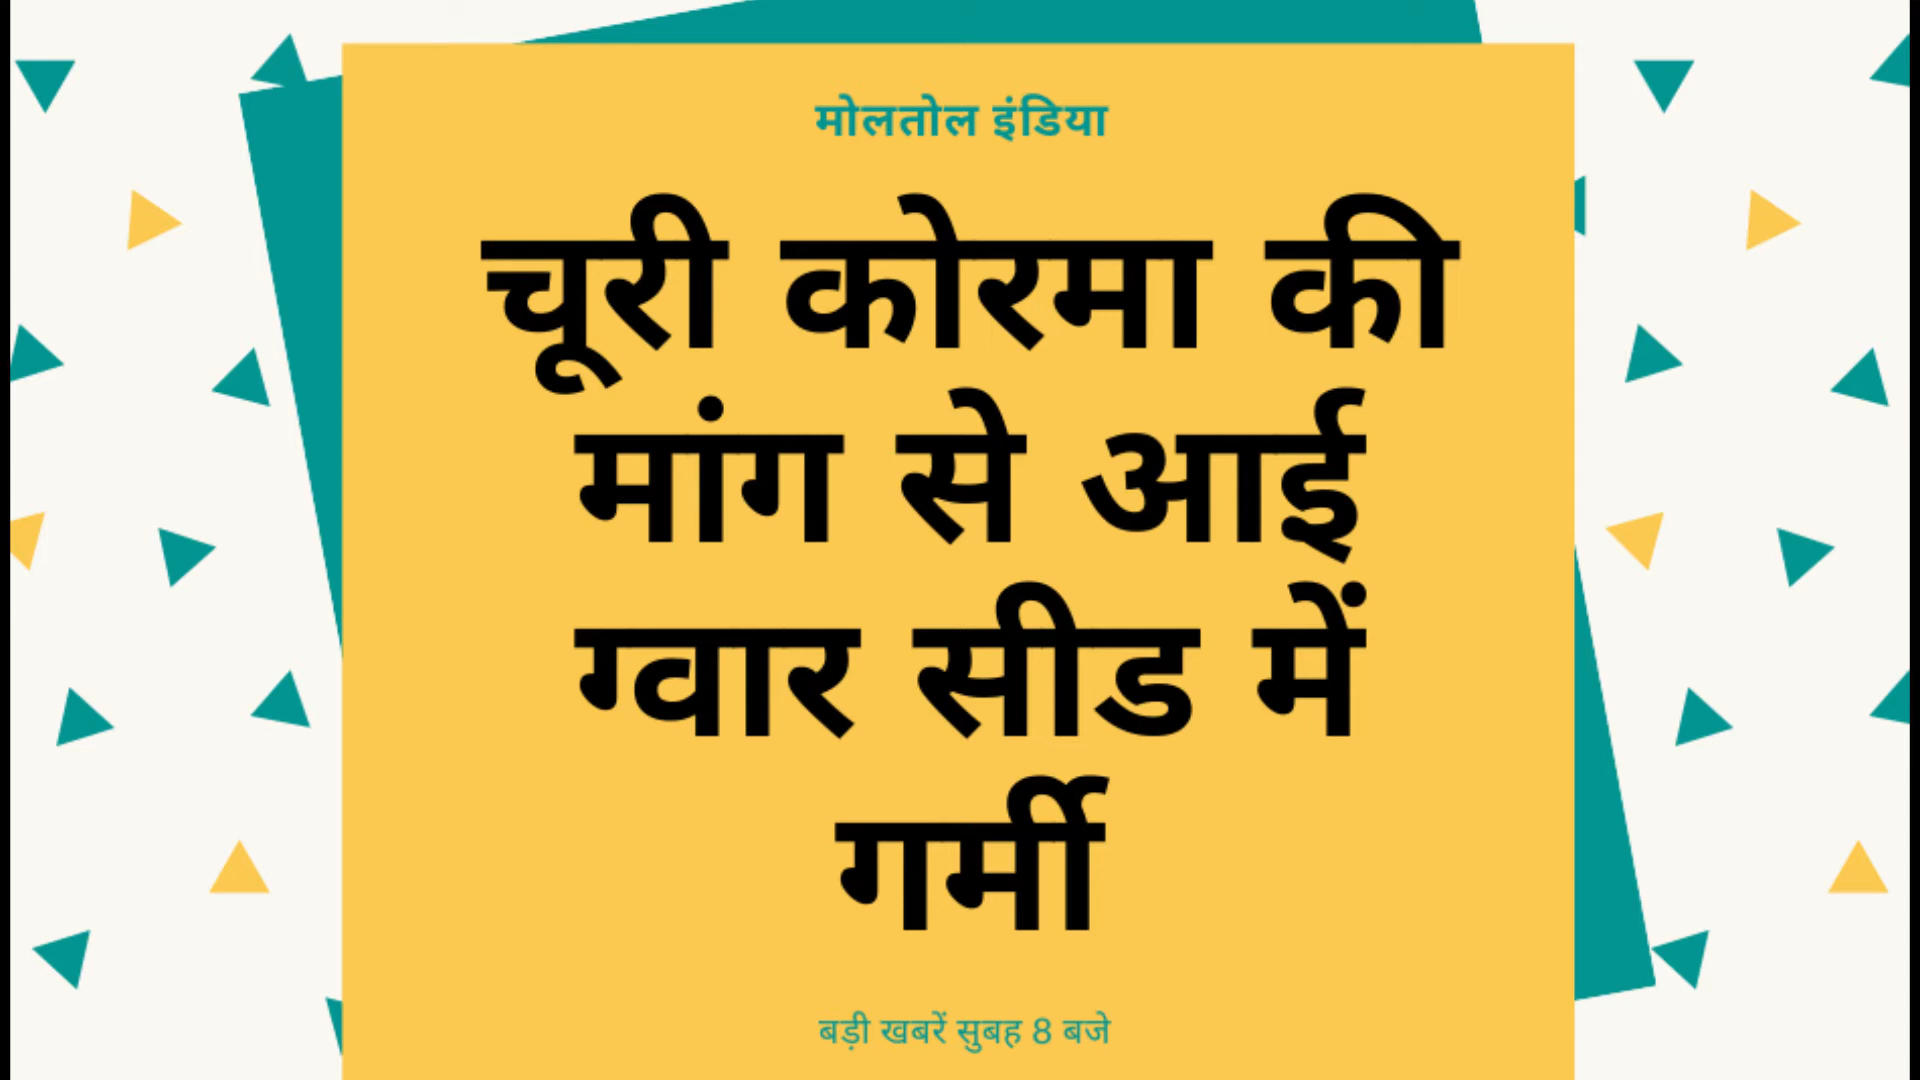 मोलतोल इंडिया
चूरी कोरमा की
मांग से आई
ग्वार सीड में
गर्मी
बड़ी खबरें सुबह 8 बजे